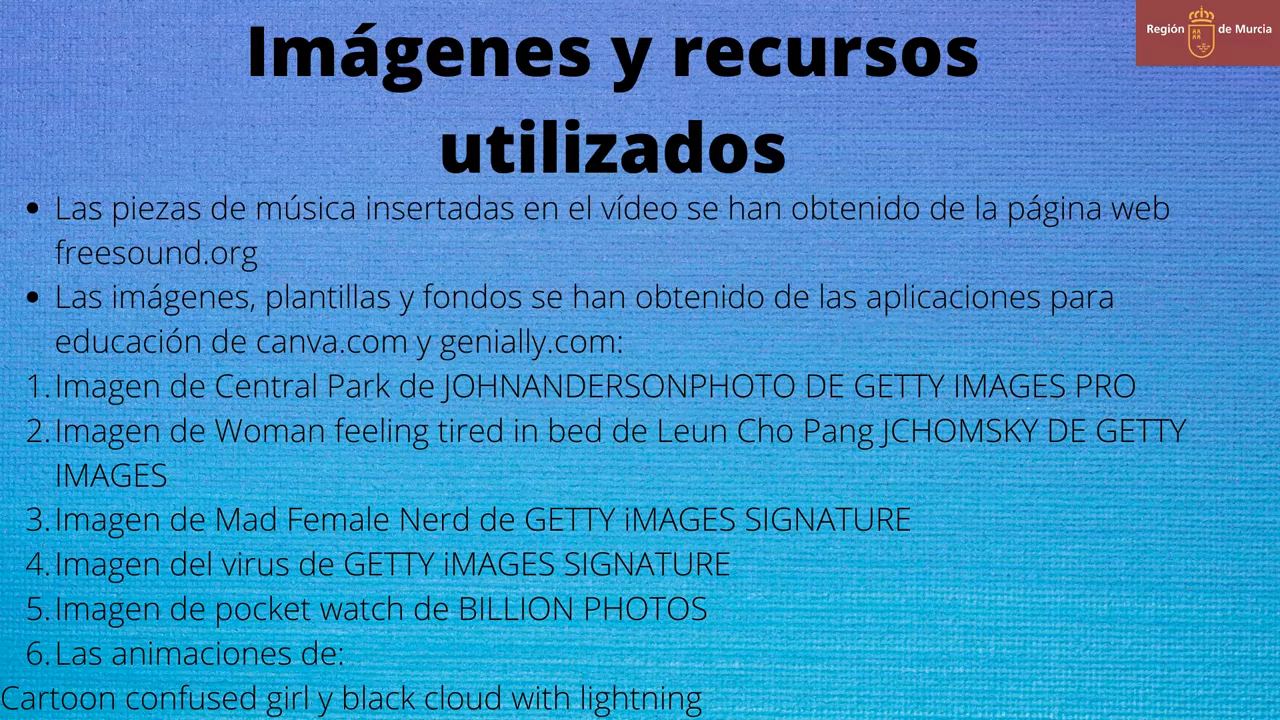 Imágenes y recursos
utilizados
Región de Murcia
• Las piezas de música insertadas en el vídeo se han obtenido de la página web
freesound.org
• Las imágenes, plantillas y fondos se han obtenido de las aplicaciones para
educación de canva.com y genially.com:
1. Imagen de Central Park de JOHNANDERSONPHOTO DE GETTY IMAGES PRO
2. Imagen de Woman feeling tired in bed de Leun Cho Pang JCHOMSKY DE GETTY
IMAGES
3. Imagen de Mad Female Nerd de GETTY iMAGES SIGNATURE
4. Imagen del virus de GETTY iMAGES SIGNATURE
5. Imagen de pocket watch de BILLION PHOTOS
6. Las animaciones de:
Cartoon confused girl y black cloud with lightning